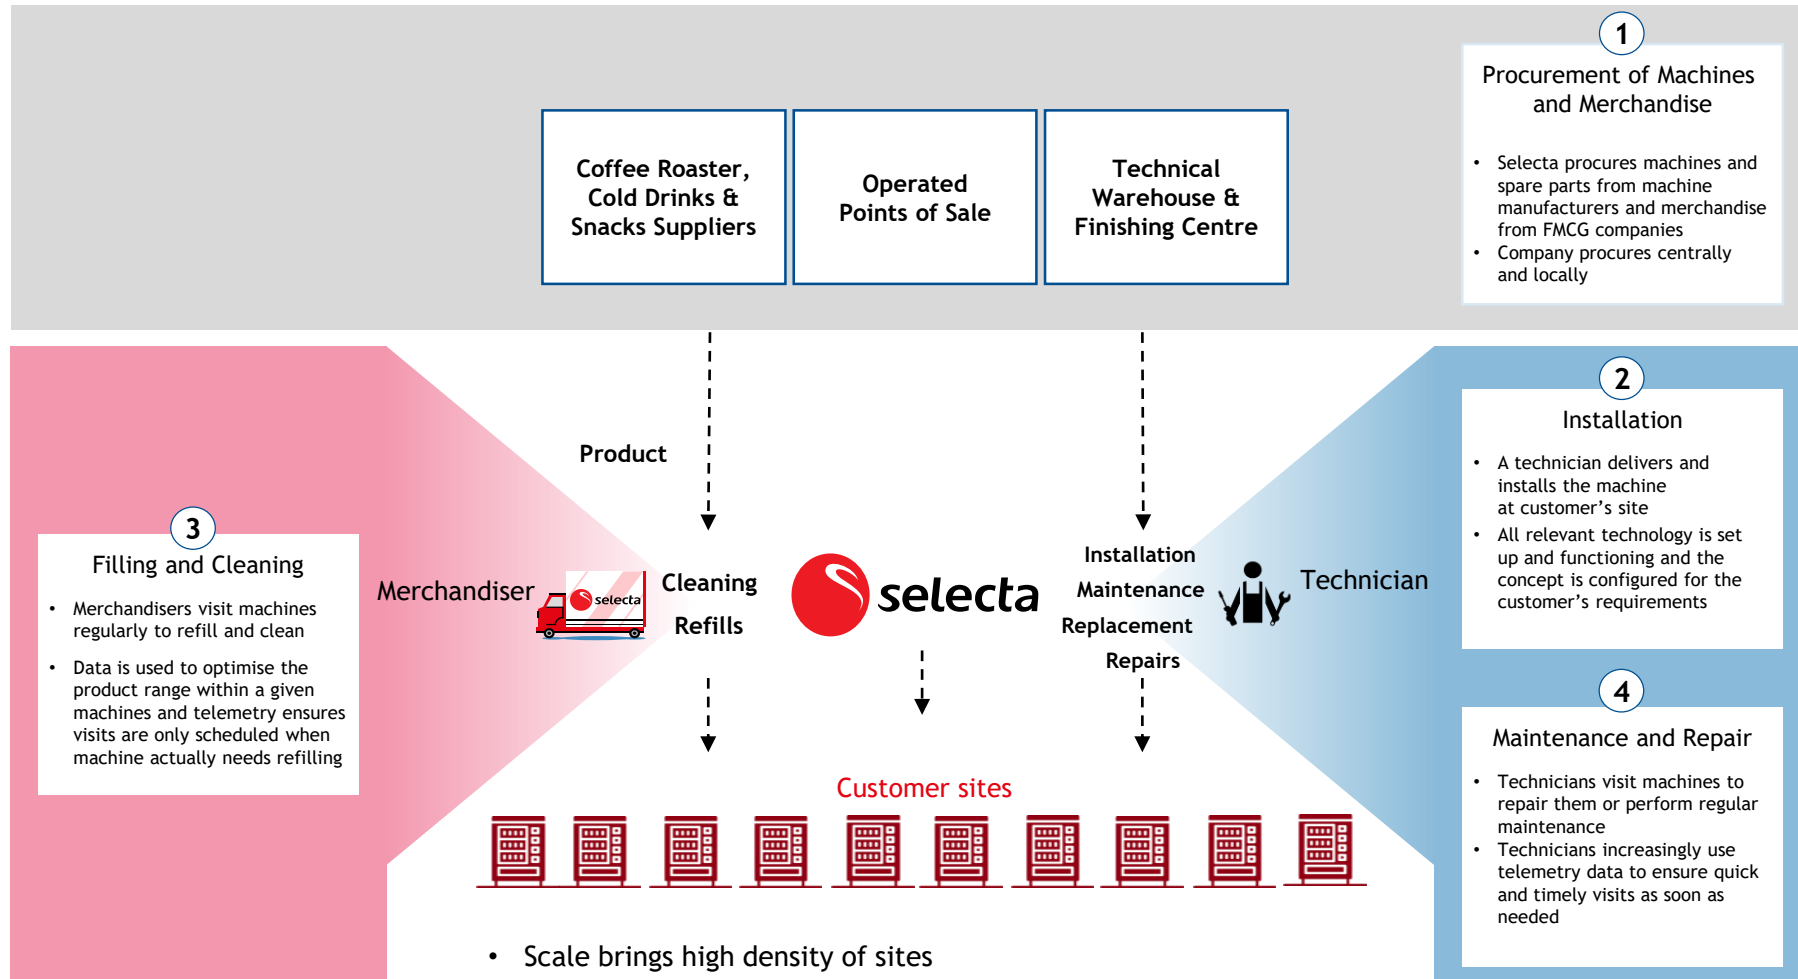 1
Procurement of Machines
and Merchandise
• Selecta procures machines and
spare parts from machine
manufacturers and merchandise
from FMCG companies
• Company procures centrally
and locally
Coffee Roaster,
Cold Drinks &
Snacks Suppliers
Operated
Points of Sale
Technical
Warehouse &
Finishing Centre
2
Installation
• A technician delivers and
installs the machine
at customer’s site
• All relevant technology is set
up and functioning and the
concept is configured for the
customer’s requirements
Product
3
Filling and Cleaning
• Merchandisers visit machines
regularly to refill and clean
• Data is used to optimise the
product range within a given
machines and telemetry ensures
visits are only scheduled when
machine actually needs refilling
Merchandiser
selecta
Cleaning
Refills
selecta
Installation
Maintenance
Replacement
Repairs
Technician
4
Maintenance and Repair
• Technicians visit machines to
repair them or perform regular
maintenance
• Technicians increasingly use
telemetry data to ensure quick
and timely visits as soon as
needed
Customer sites
• Scale brings high density of sites